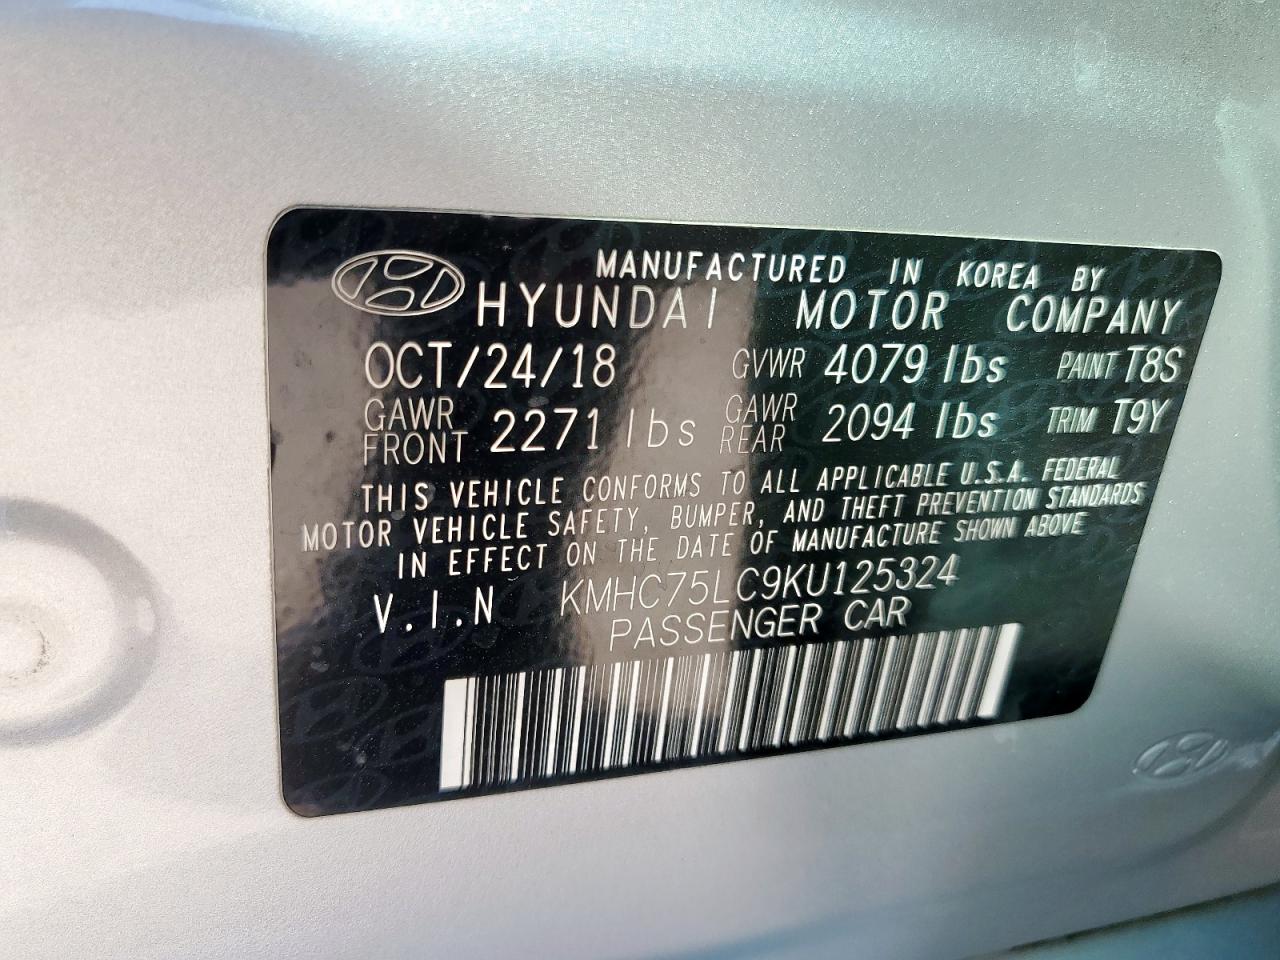 MANUFACTURED IN KOREA BY
HYUNDAI MOTOR COMPANY
OCT/24/18 GVWR 4079 lbs PAINT T8S
GAWR FRONT 2271 lbs GAWR REAR 2094 lbs TRIM T9Y
THIS VEHICLE CONFORMS TO ALL APPLICABLE U.S.A. FEDERAL
MOTOR VEHICLE SAFETY, BUMPER, AND THEFT PREVENTION STANDARDS
IN EFFECT ON THE DATE OF MANUFACTURE SHOWN ABOVE
V.I.N KMHC75LC9KU125324
PASSENGER CAR